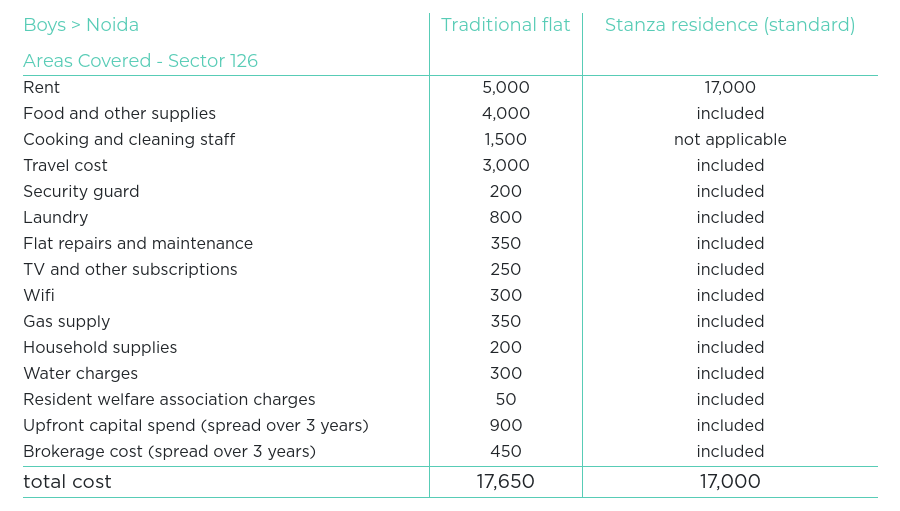 Boys > Noida Traditional flat Stanza residence (standard)
Areas Covered - Sector 126
Rent 5,000 17,000
Food and other supplies 4,000 included
Cooking and cleaning staff 1,500 not applicable
Travel cost 3,000 included
Security guard 200 included
Laundry 800 included
Flat repairs and maintenance 350 included
TV and other subscriptions 250 included
Wifi 300 included
Gas supply 350 included
Household supplies 200 included
Water charges 300 included
Resident welfare association charges 50 included
Upfront capital spend (spread over 3 years) 900 included
Brokerage cost (spread over 3 years) 450 included
total cost 17,650 17,000